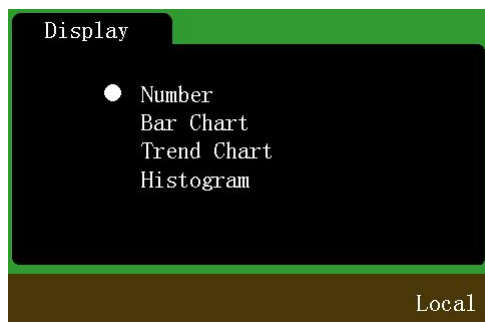 Display
Number
Bar Chart
Trend Chart
Histogram
Local